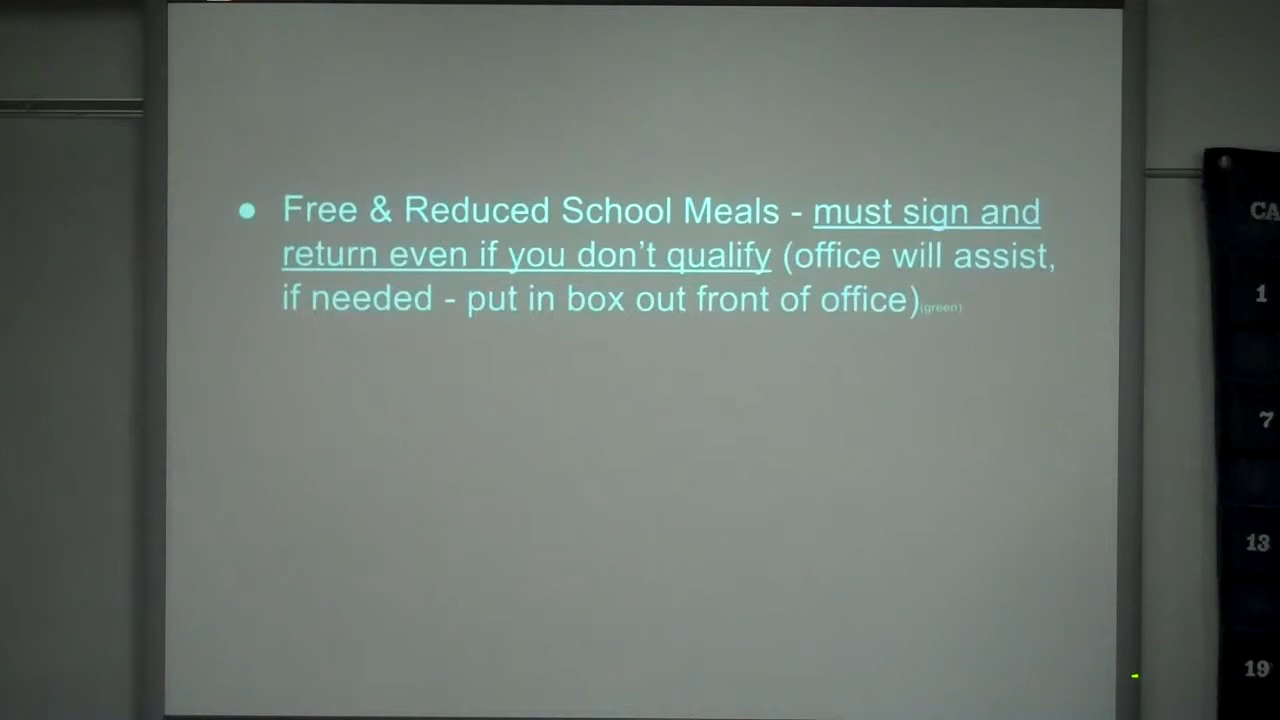 ● Free & Reduced School Meals - must sign and
return even if you don't qualify (office will assist,
if needed - put in box out front of office)(green)
CA
1
7
13
19